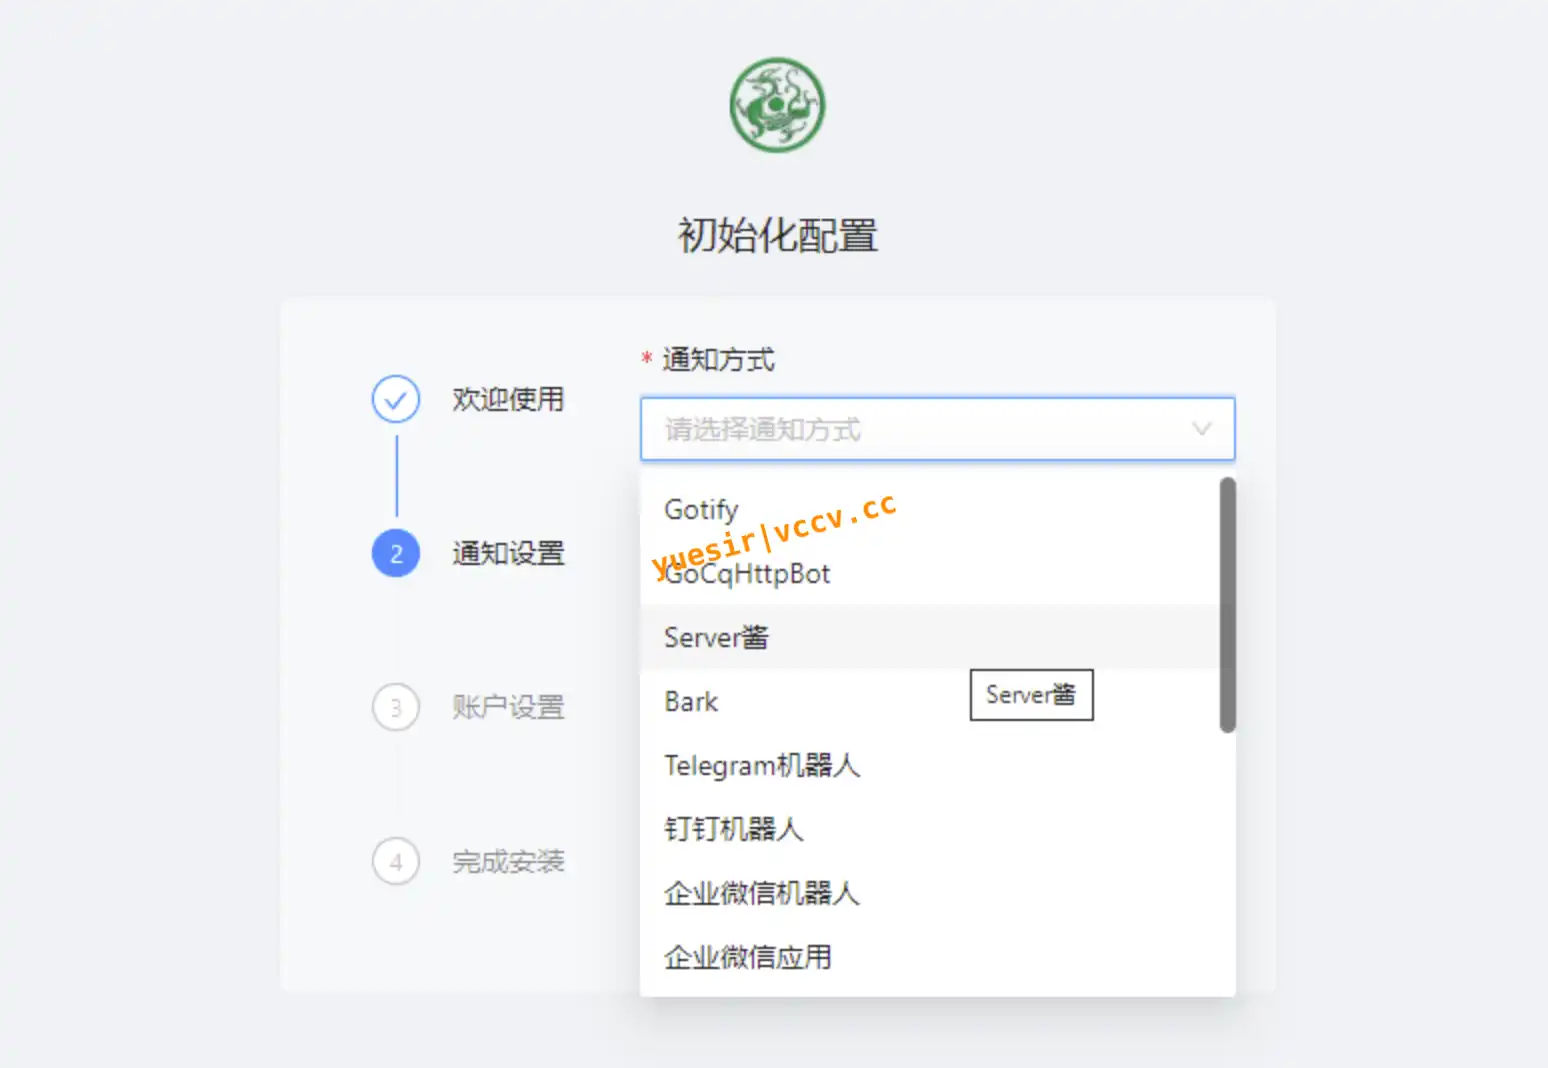 初始化配置
欢迎使用
2 通知设置
3 账户设置
4 完成安装
* 通知方式
请选择通知方式
Gotify
yuesir|vccv.cc
GoCqHttpBot
Server酱
Bark
Server酱
Telegram机器人
钉钉机器人
企业微信机器人
企业微信应用